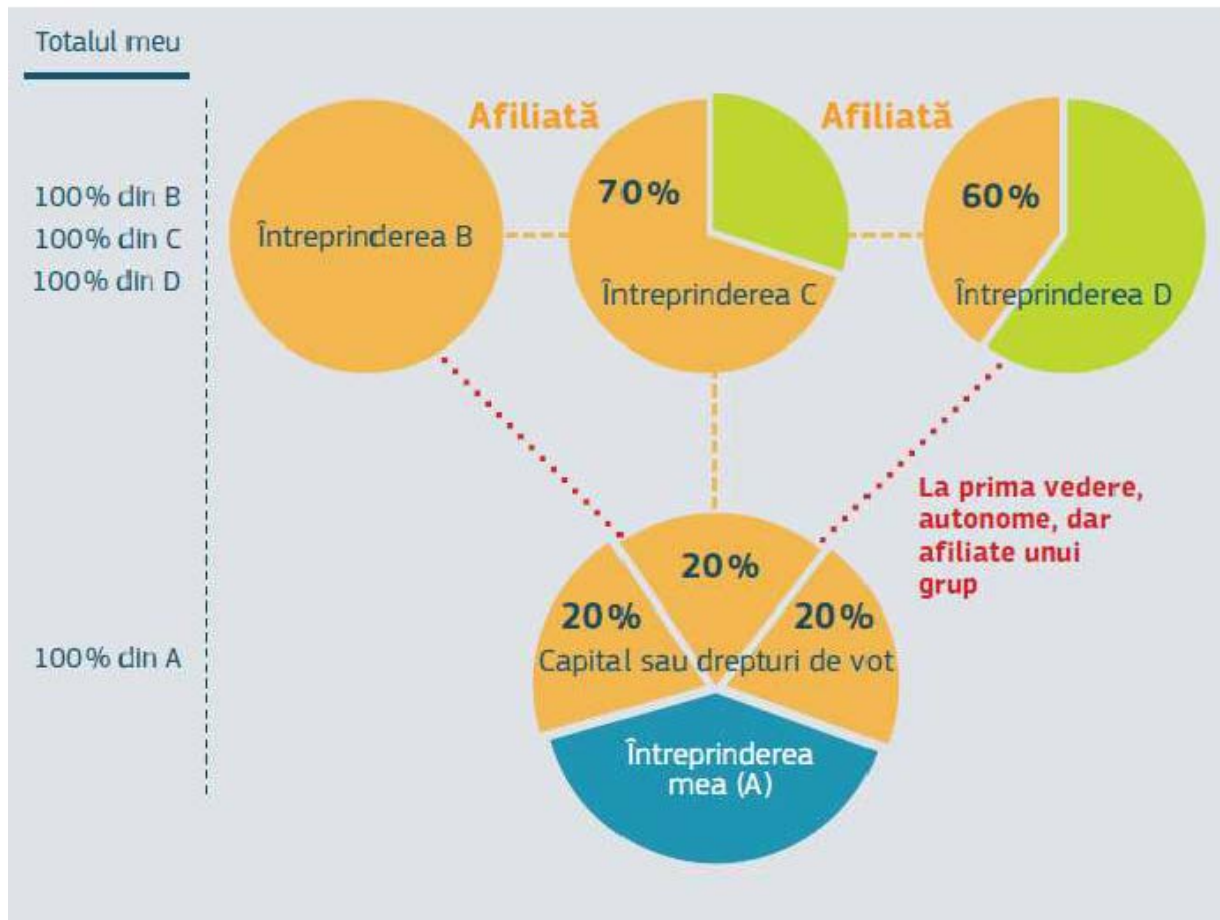 Totalul meu
Afiliată
Afiliată
100% din B
100% din C
100% din D
Întreprinderea B
70%
Întreprinderea C
60%
Întreprinderea D
La prima vedere,
autonome, dar
afiliate unui
grup
20%
20%
20%
100% din A
Capital sau drepturi de vot
Întreprinderea
mea (A)